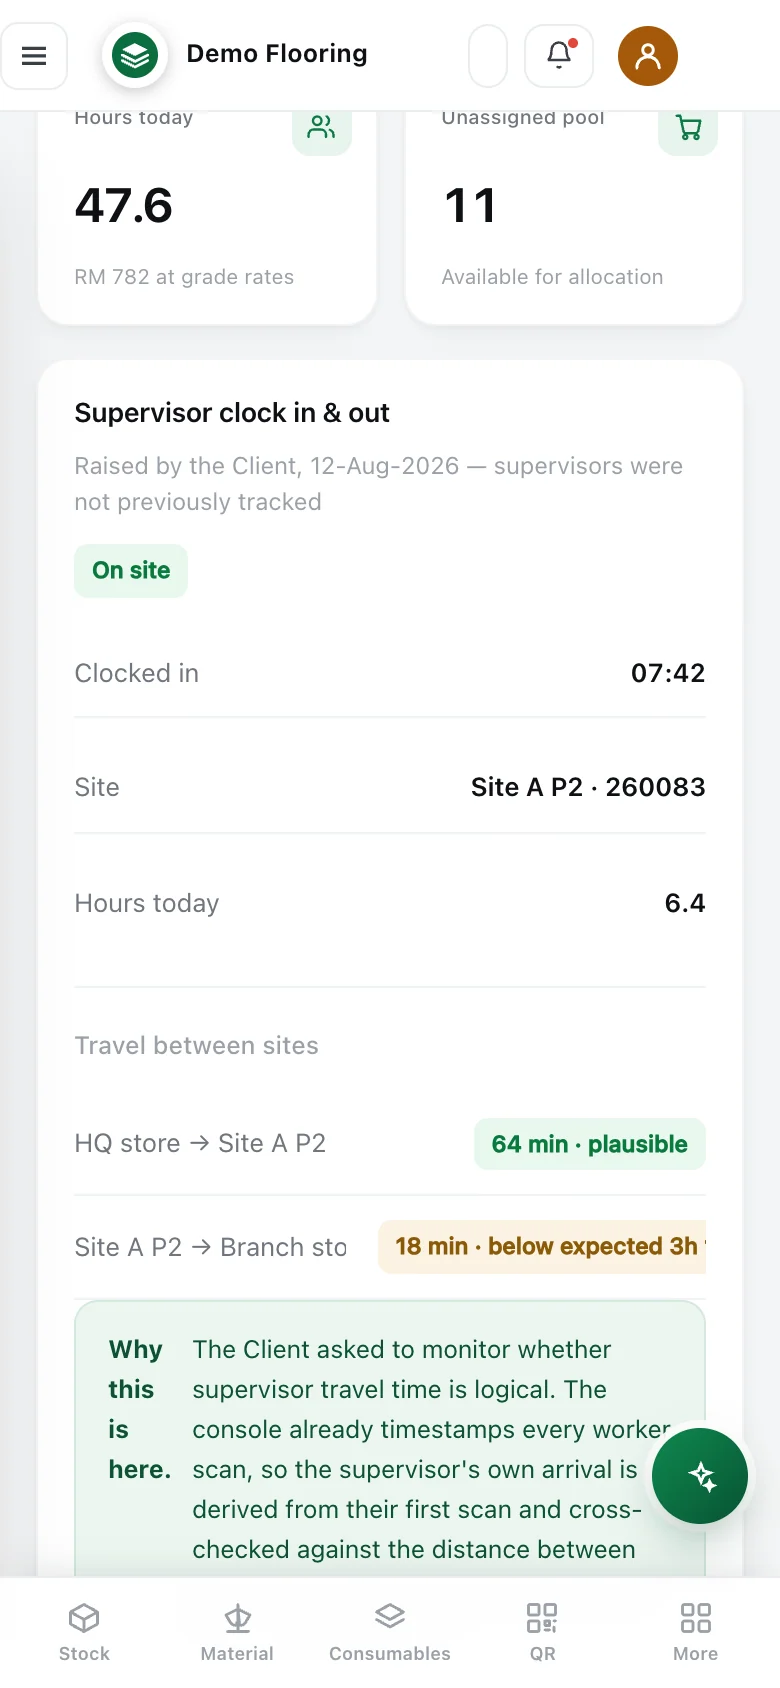 Demo Flooring
Hours today
47.6
RM 782 at grade rates
Unassigned pool
11
Available for allocation
Supervisor clock in & out
Raised by the Client, 12-Aug-2026 — supervisors were
not previously tracked
On site
Clocked in 07:42
Site Site A P2 · 260083
Hours today 6.4
Travel between sites
HQ store → Site A P2 64 min · plausible
Site A P2 → Branch sto 18 min · below expected 3h
Why
this
is
here.
The Client asked to monitor whether
supervisor travel time is logical. The
console already timestamps every worker
scan, so the supervisor's own arrival is
derived from their first scan and cross-
checked against the distance between
Stock Material Consumables QR More